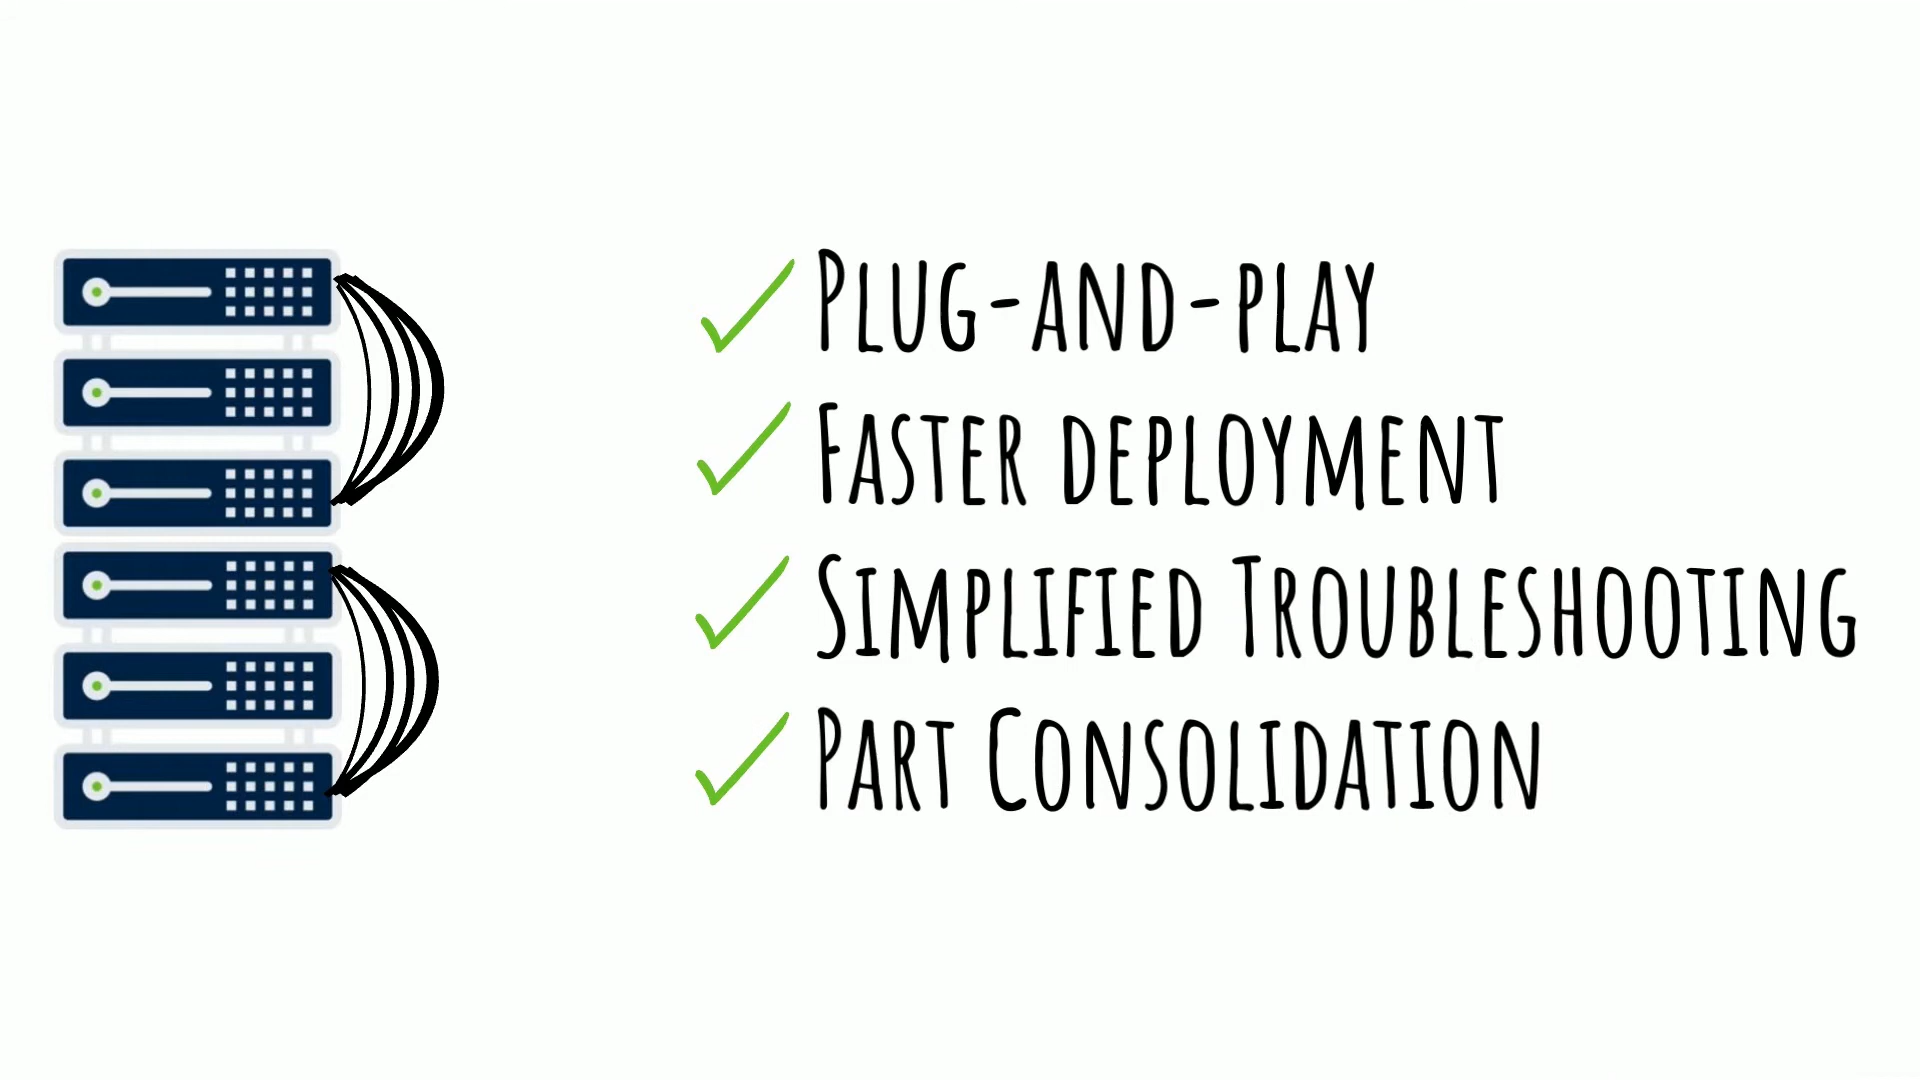 Plug-and-play
Faster deployment
Simplified Troubleshooting
Part Consolidation